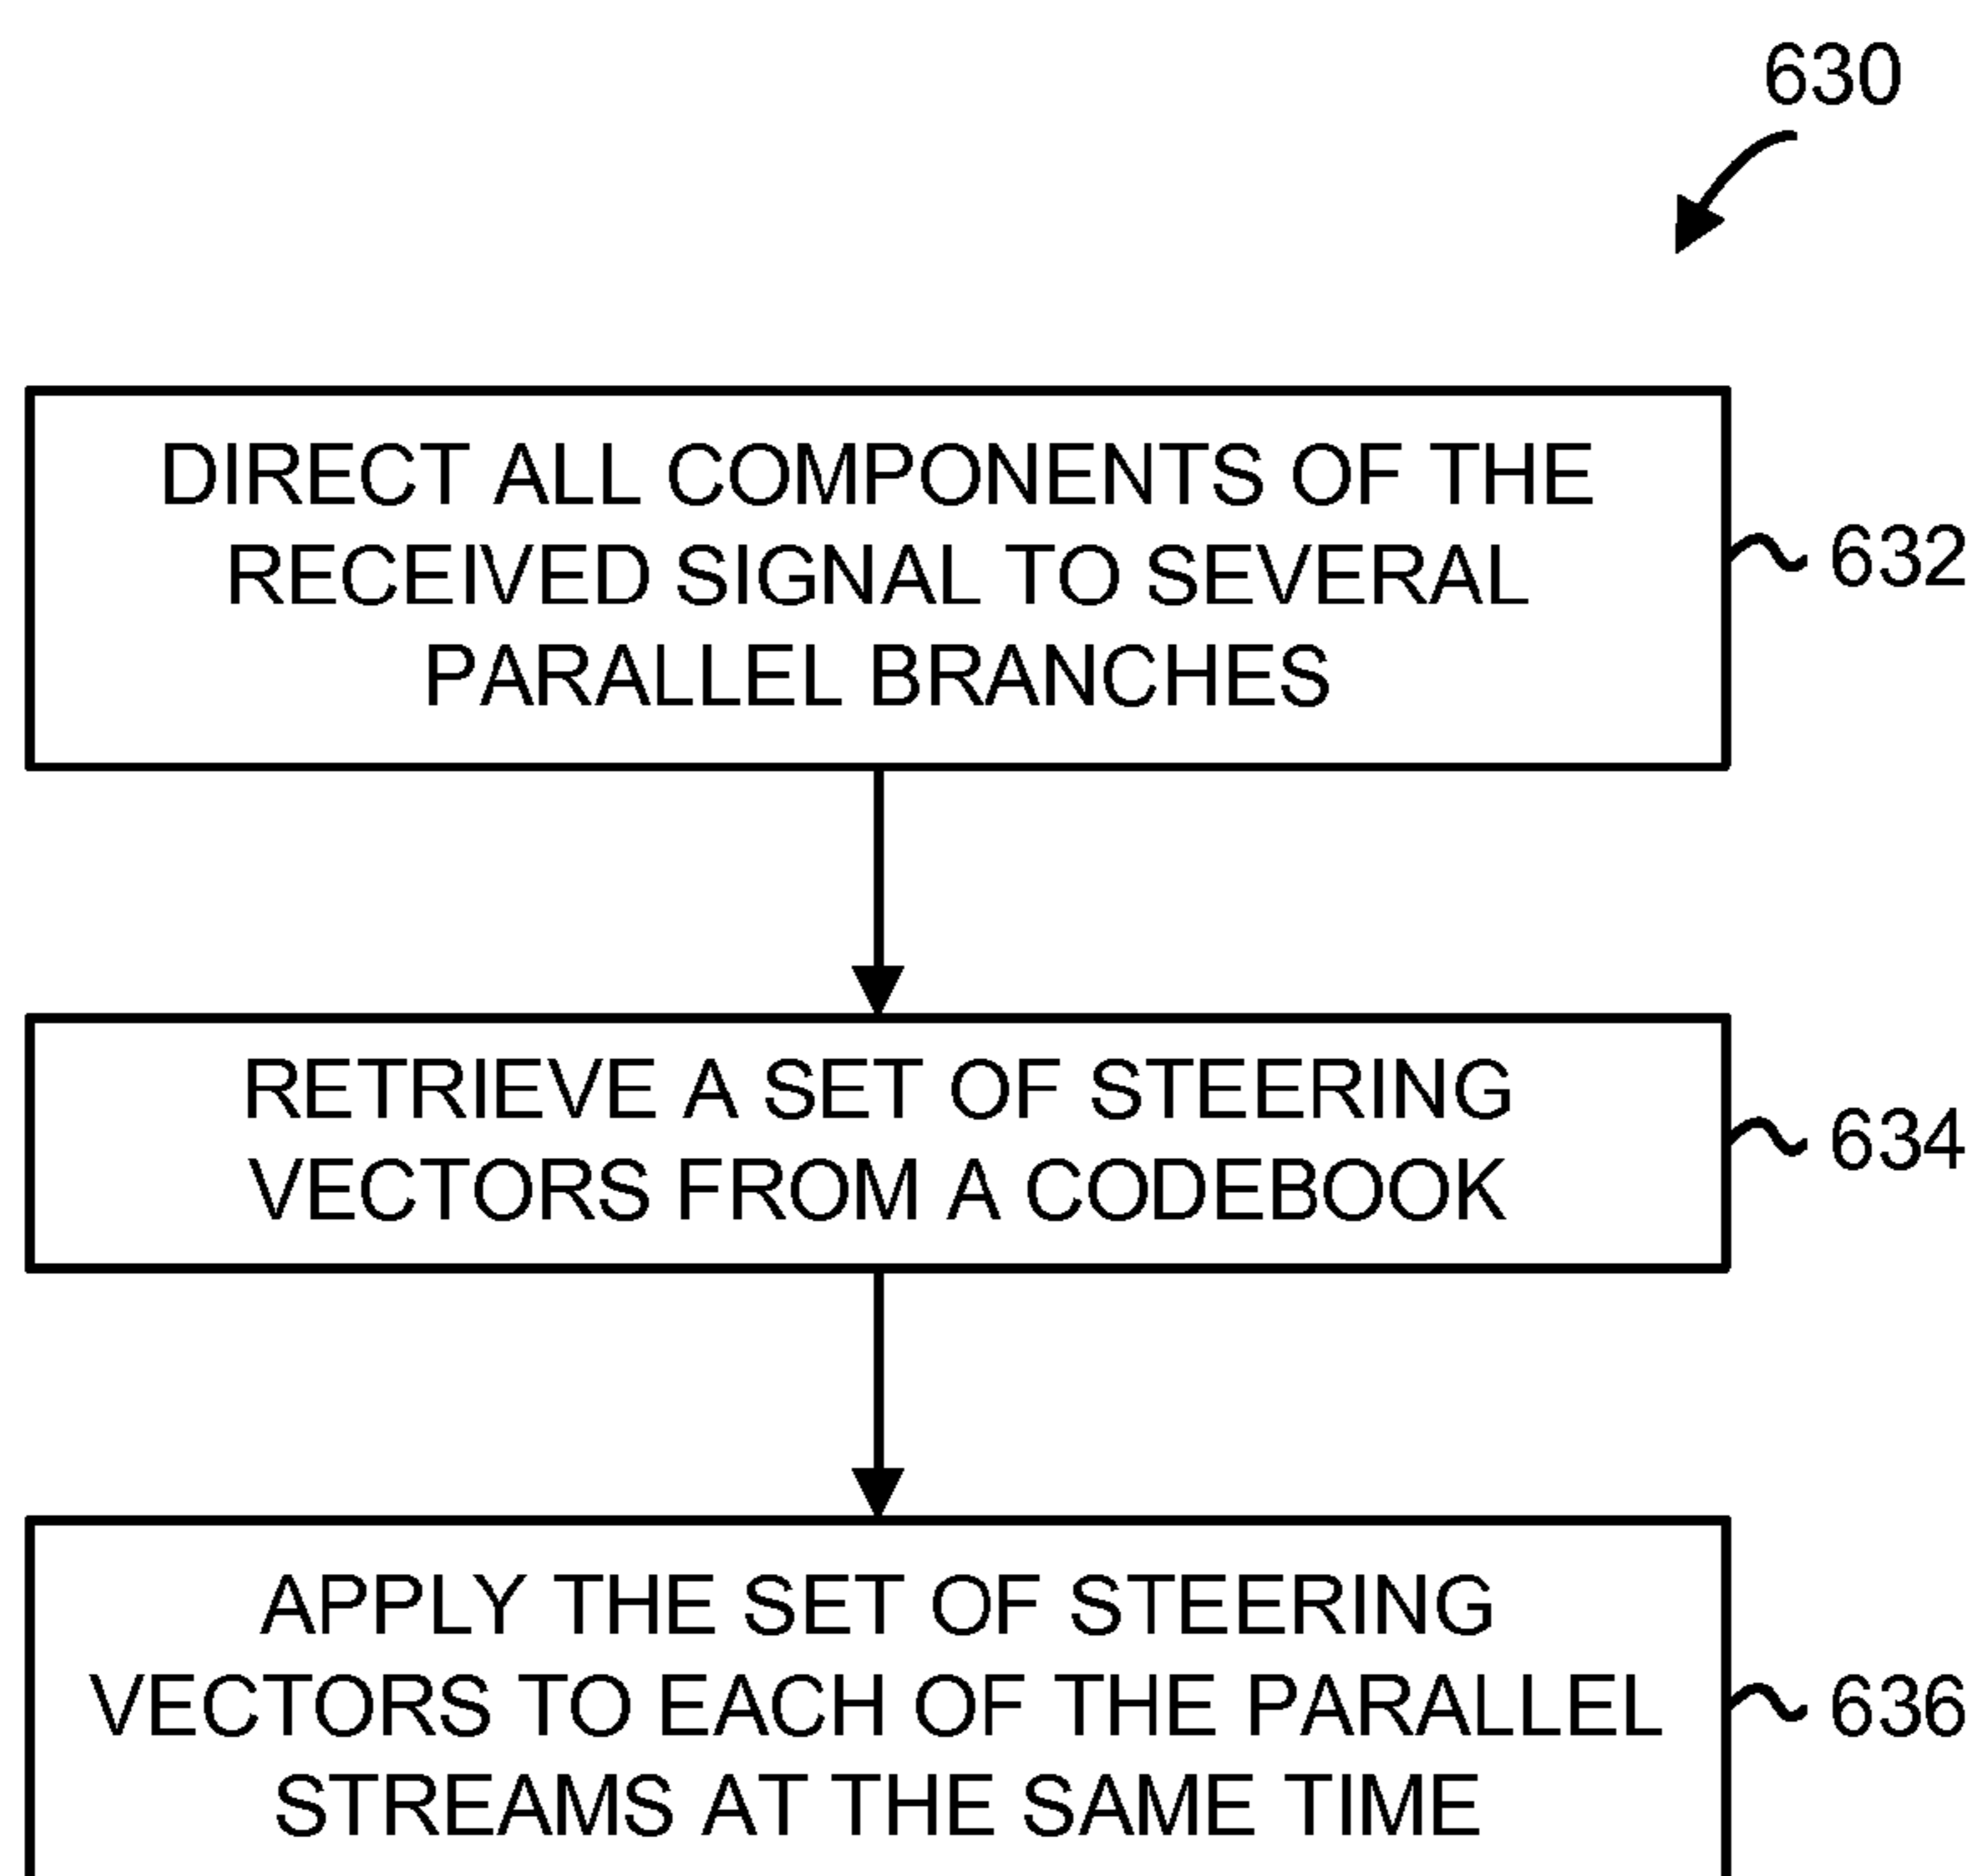 630
DIRECT ALL COMPONENTS OF THE
RECEIVED SIGNAL TO SEVERAL
PARALLEL BRANCHES
632
RETRIEVE A SET OF STEERING
VECTORS FROM A CODEBOOK
634
APPLY THE SET OF STEERING
VECTORS TO EACH OF THE PARALLEL
STREAMS AT THE SAME TIME
636